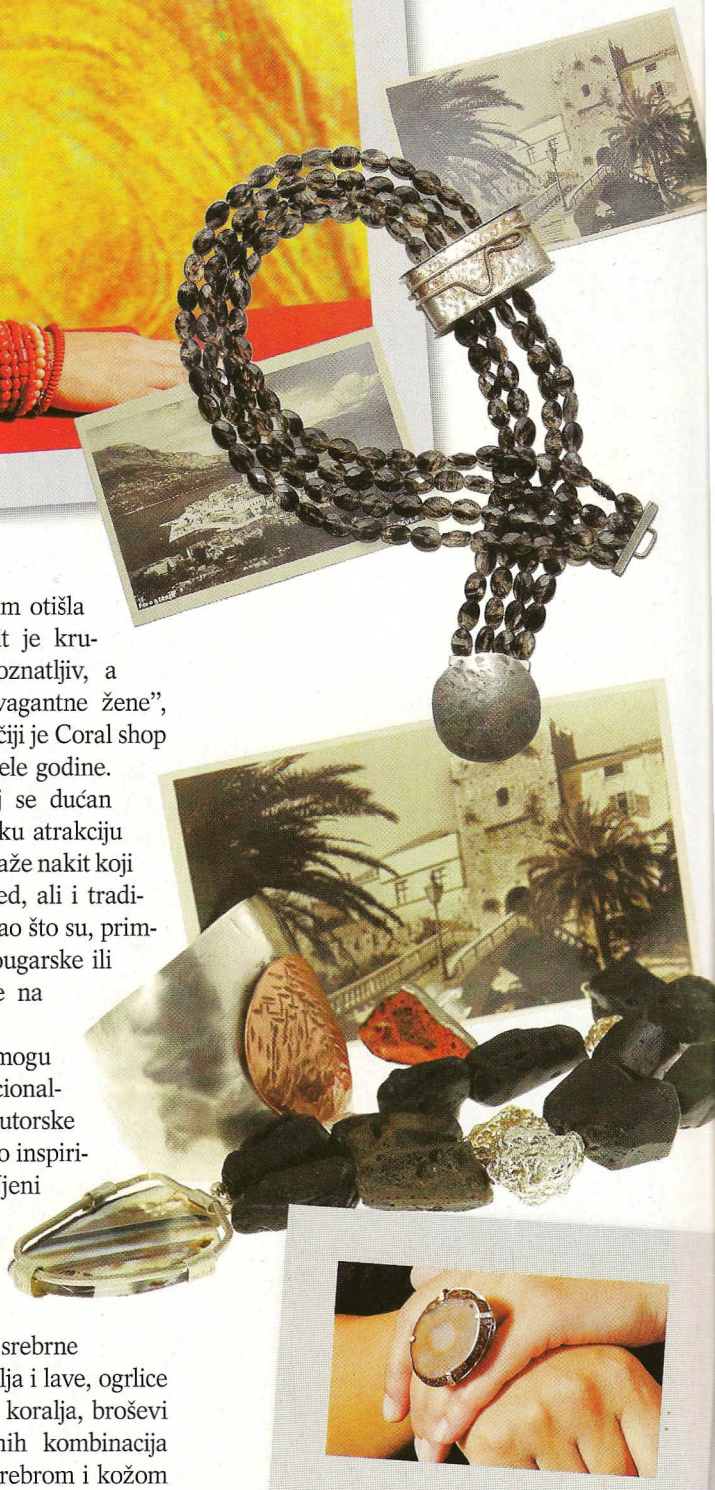 m otišla
it je kru-
oznatljiv, a
vagantne žene”,
čiji je Coral shop
ele godine.
j se dućan
ku atrakciju
aže nakit koji
ed, ali i tradi-
ao što su, prim-
bugarske ili
e na
mogu
cional-
utorske
o inspiri-
jeni
srebrne
lja i lave, ogrlice
koralja, broševi
nih kombinacija
rebrom i kožom